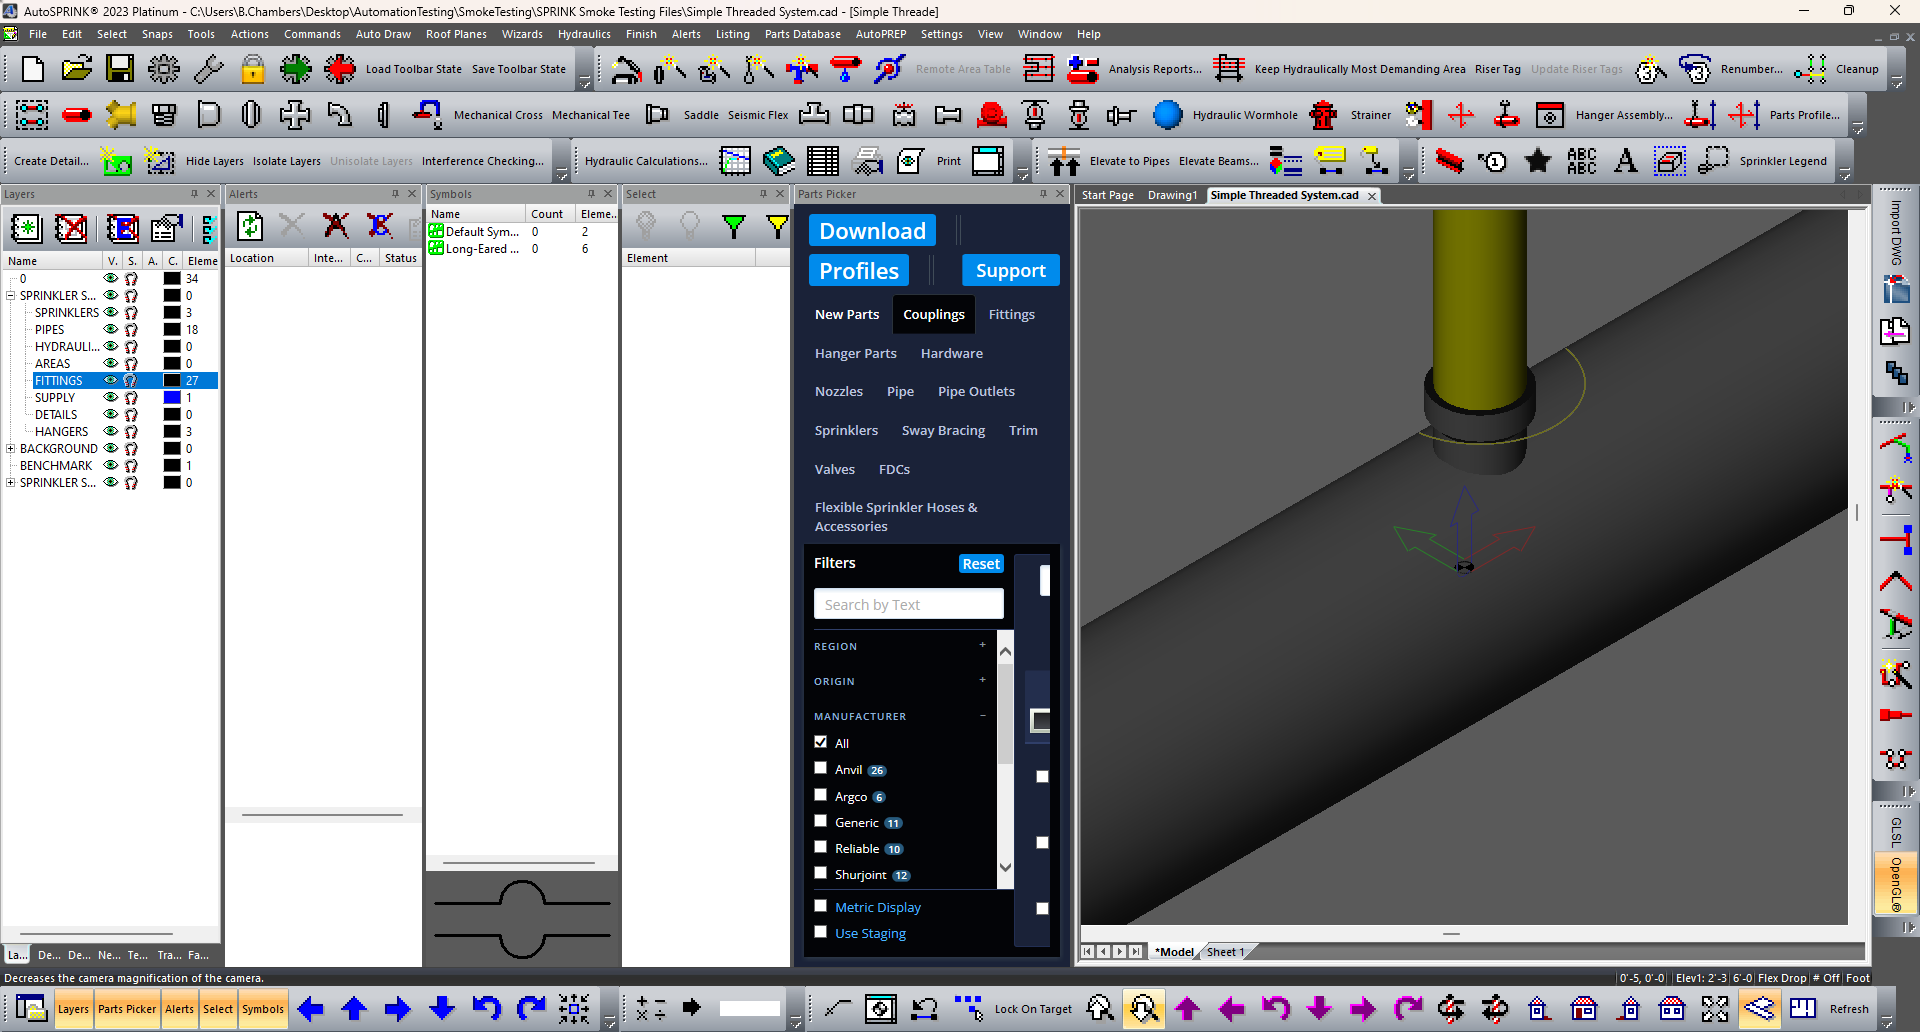 AutoSPRINK® 2023 Platinum - C:\Users\B.Chambers\Desktop\AutomationTesting\SmokeTesting\SPRINK Smoke Testing Files\Simple Threaded System.cad - [Simple Threade]
File Edit Select Snaps Tools Actions Commands Auto Draw Roof Planes Wizards Hydraulics Finish Alerts Listing Parts Database AutoPREP Settings View Window Help
Load Toolbar State Save Toolbar State Remote Area Table Analysis Reports... Keep Hydraulically Most Demanding Area Riser Tag Update Riser Tags Renumber... Cleanup
Mechanical Cross Mechanical Tee Saddle Seismic Flex Hydraulic Wormhole Strainer Hanger Assembly... Parts Profile...
Create Detail... Hide Layers Isolate Layers Unisolate Layers Interference Checking... Hydraulic Calculations... Print Elevate to Pipes Elevate Beams... ABC ABC A Sprinkler Legend
Layers
Name V. S. A. C. Eleme
0 34
SPRINKLER S... 0
SPRINKLERS 3
PIPES 18
HYDRAULI... 0
AREAS 0
FITTINGS 27
SUPPLY 1
DETAILS 0
HANGERS 3
BACKGROUND 0
BENCHMARK 1
SPRINKLER S... 0
La... De... De... Ne... Te... Tra... Fa...
Alerts
Location Inte... C... Status
Symbols
Name Count Eleme...
Default Sym... 0 2
Long-Eared ... 0 6
Select
Element
Parts Picker
Download
Profiles Support
New Parts Couplings Fittings
Hanger Parts Hardware
Nozzles Pipe Pipe Outlets
Sprinklers Sway Bracing Trim
Valves FDCs
Flexible Sprinkler Hoses &
Accessories
Filters Reset
Search by Text
REGION +
ORIGIN +
MANUFACTURER −
All
Anvil 26
Argco 6
Generic 11
Reliable 10
Shurjoint 12
Metric Display
Use Staging
Start Page Drawing1 Simple Threaded System.cad
*Model Sheet 1
Import DWG
GLSL
OpenGL®
Decreases the camera magnification of the camera.
0'-5, 0'-0 Elev1: 2'-3 6'-0 Flex Drop # Off Foot
Layers Parts Picker Alerts Select Symbols Lock On Target Refresh